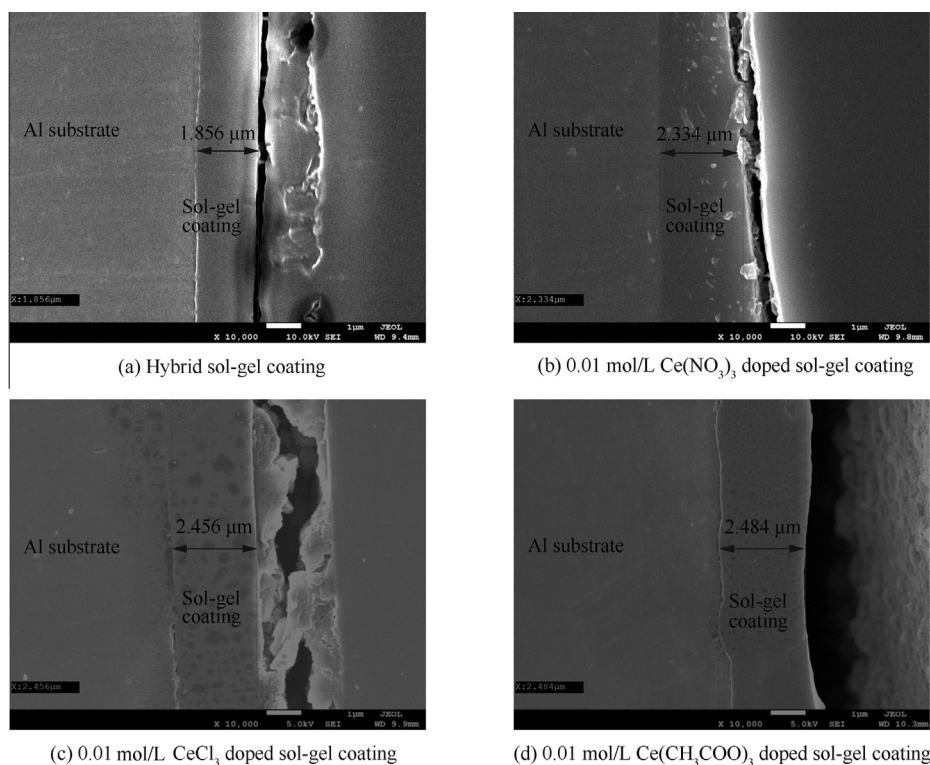 Al substrate
1.856 μm
Sol-gel
coating
X:1.856μm
X 10,000 10.0kV SEI 1μm JEOL
WD 9.4mm
(a) Hybrid sol-gel coating
Al substrate
2.334 μm
Sol-gel
coating
X:2.334μm
X 10,000 10.0kV SEI 1μm JEOL
WD 9.8mm
(b) 0.01 mol/L Ce(NO₃)₃ doped sol-gel coating
Al substrate
2.456 μm
Sol-gel
coating
X:2.456μm
X 10,000 5.0kV SEI 1μm JEOL
WD 9.9mm
(c) 0.01 mol/L CeCl₃ doped sol-gel coating
Al substrate
2.484 μm
Sol-gel
coating
X:2.484μm
X 10,000 5.0kV SEI 1μm JEOL
WD 10.3mm
(d) 0.01 mol/L Ce(CH₃COO)₃ doped sol-gel coating